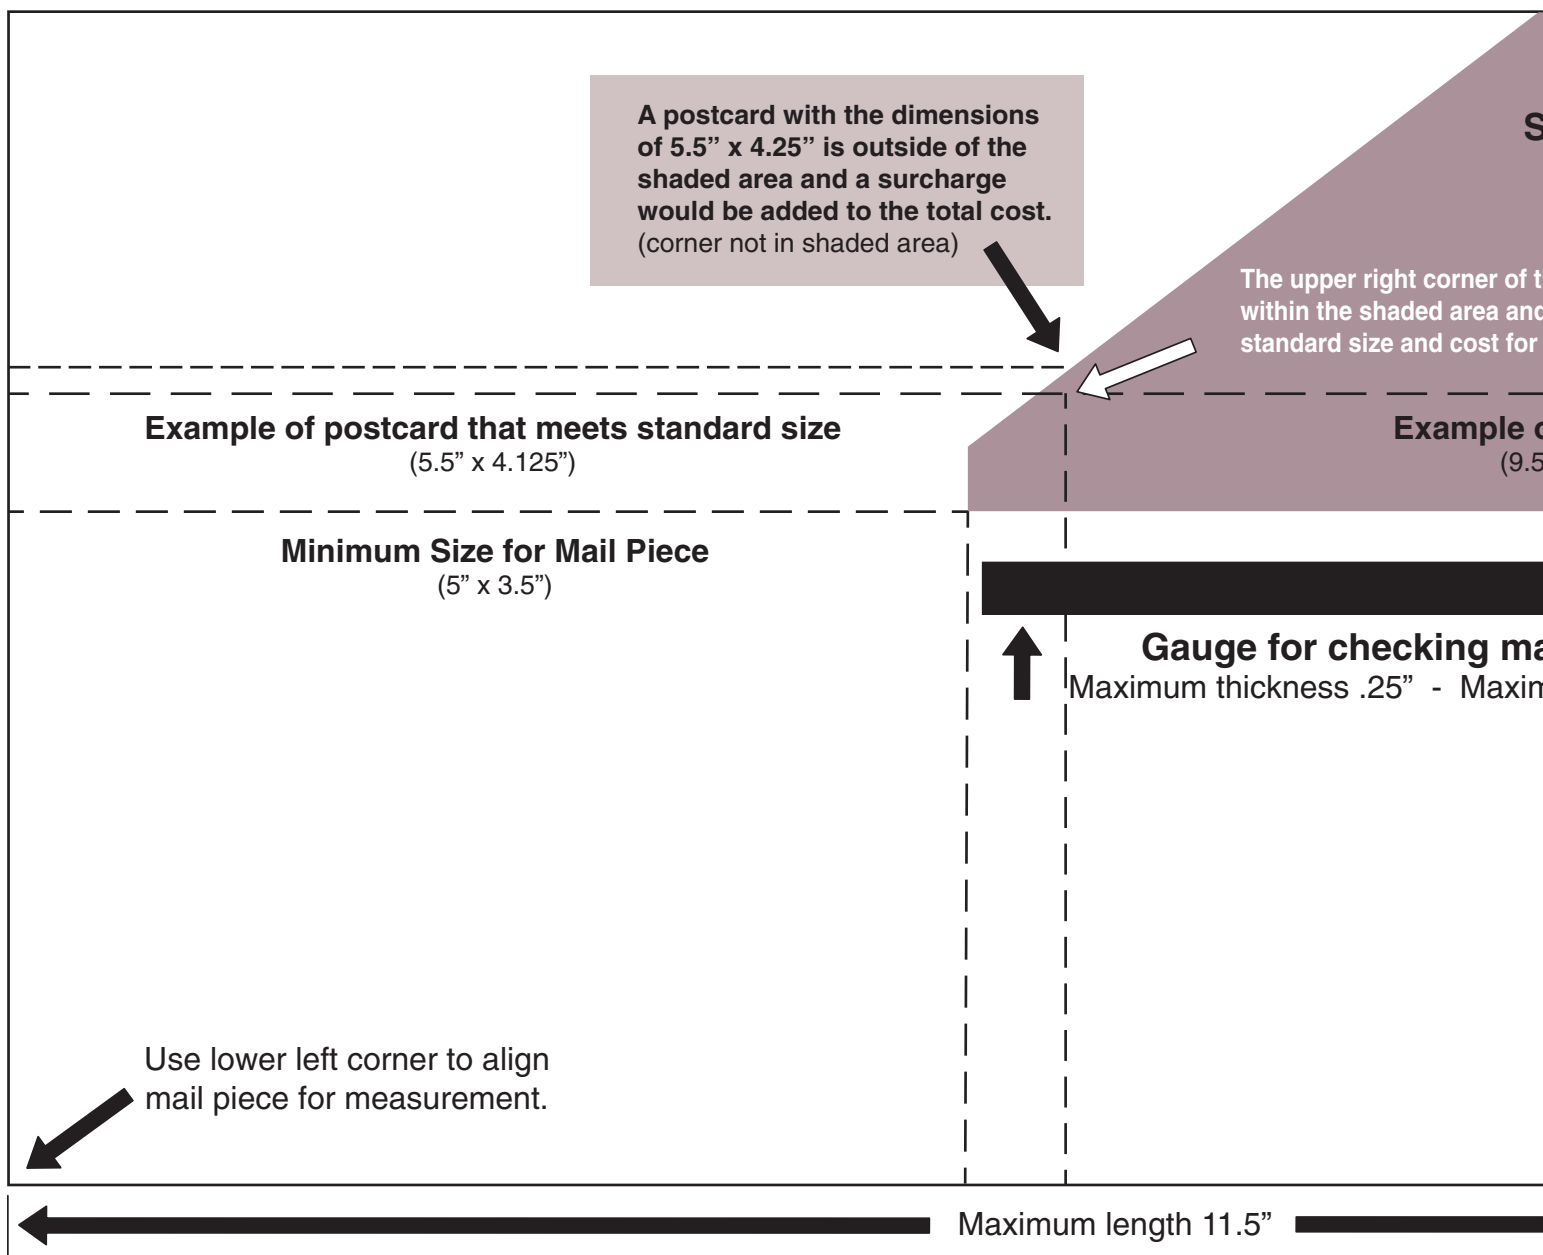 A postcard with the dimensions
of 5.5” x 4.25” is outside of the
shaded area and a surcharge
would be added to the total cost.
(corner not in shaded area)
The upper right corner of
within the shaded area
standard size and cost for
Example of postcard that meets standard size
(5.5” x 4.125”)
Example
(9.5
Minimum Size for Mail Piece
(5” x 3.5”)
Gauge for checking
Maximum thickness .25” -
Use lower left corner to align
mail piece for measurement.
Maximum length 11.5”